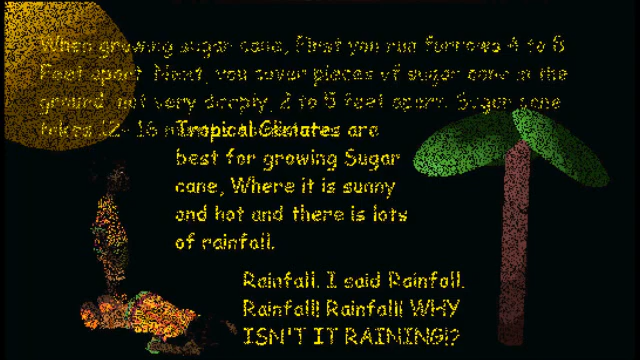 When growing sugar cane, First you run furrows 4 to 6
Feet apart. Next, you cover pieces of sugar cane in the
ground, not very deeply, 2 to 6 feet apart. Sugar cane
takes 12-16
Tropical Climates are
best for growing Sugar
cane, Where it is sunny
and hot and there is lots
of rainfall.
Rainfall. I said Rainfall.
Rainfall! Rainfall! WHY
ISN'T IT RAINING!?